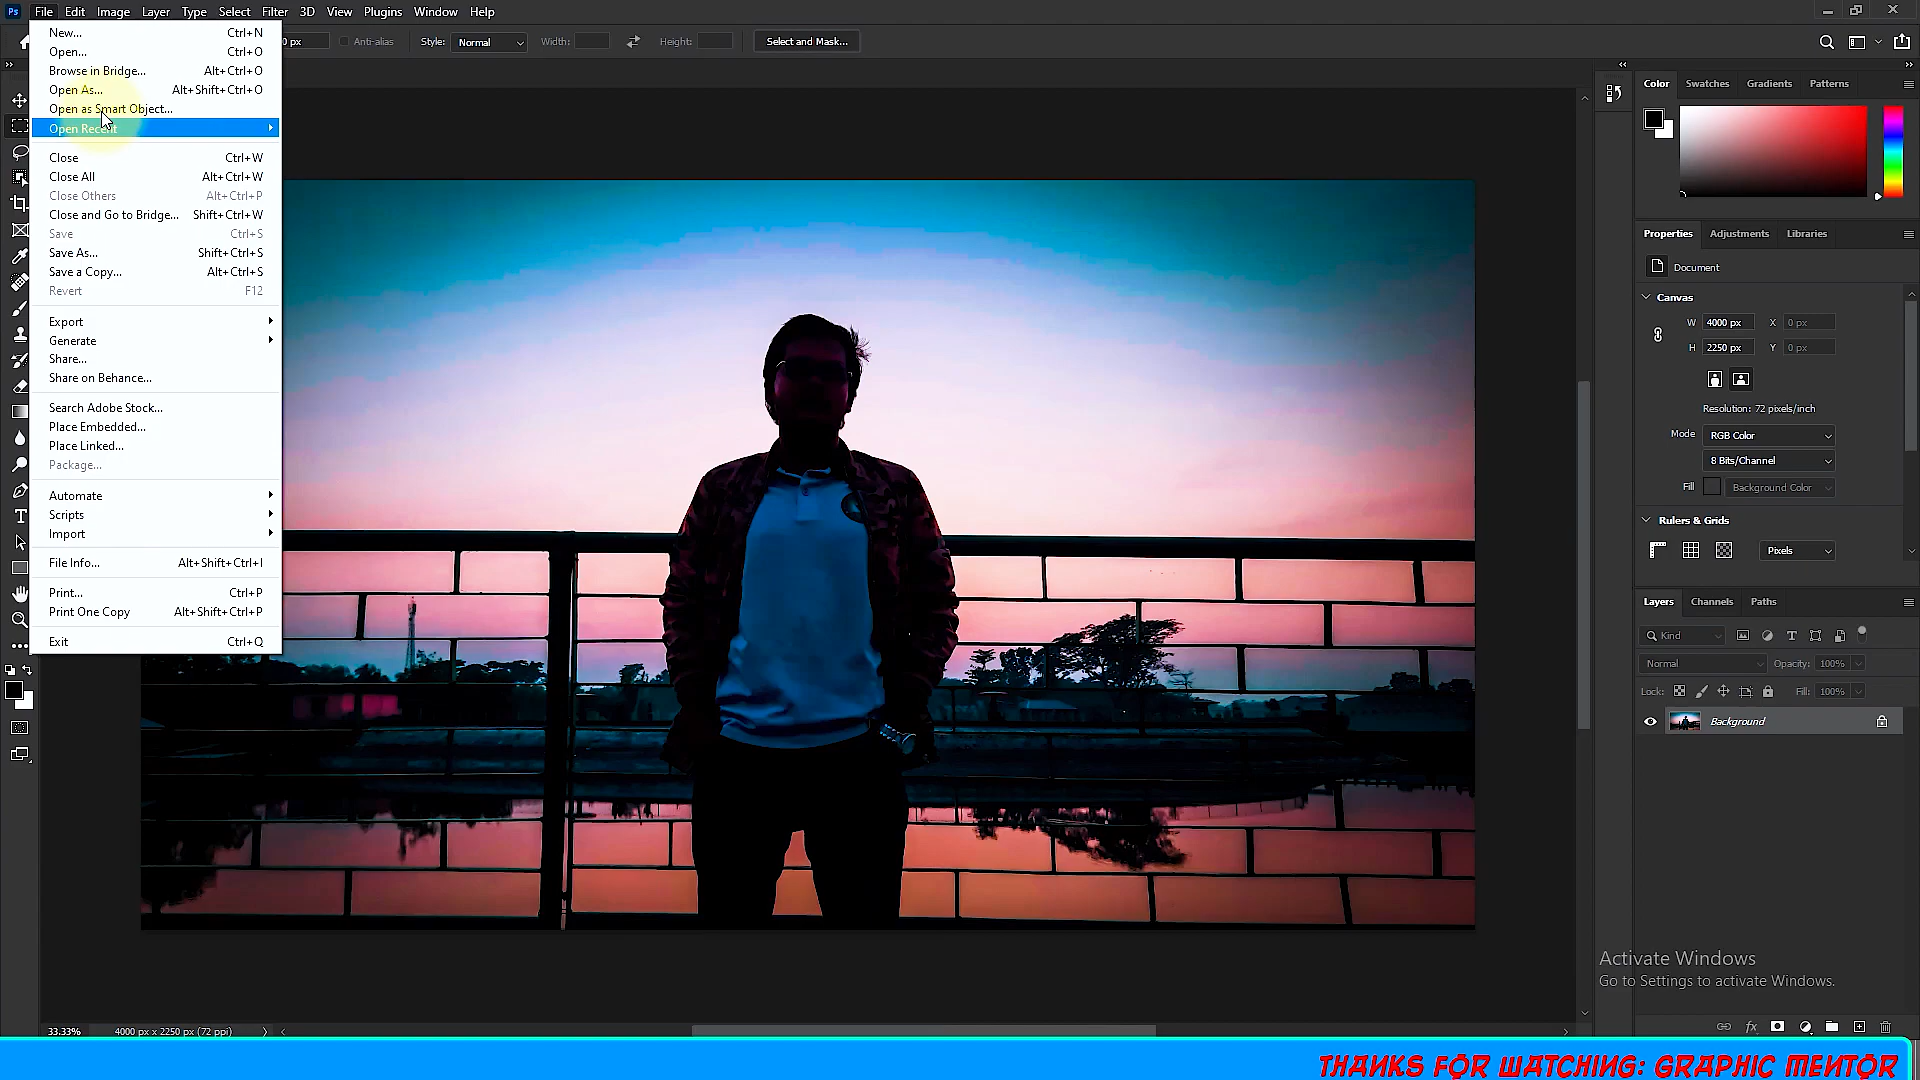 Ps File Edit Image Layer Type Select Filter 3D View Plugins Window Help
0 px Anti-alias Style: Normal Width: Height: Select and Mask...
New... Ctrl+N
Open... Ctrl+O
Browse in Bridge... Alt+Ctrl+O
Open As... Alt+Shift+Ctrl+O
Open as Smart Object...
Open Recent
Close Ctrl+W
Close All Alt+Ctrl+W
Close Others Alt+Ctrl+P
Close and Go to Bridge... Shift+Ctrl+W
Save Ctrl+S
Save As... Shift+Ctrl+S
Save a Copy... Alt+Ctrl+S
Revert F12
Export
Generate
Share...
Share on Behance...
Search Adobe Stock...
Place Embedded...
Place Linked...
Package...
Automate
Scripts
Import
File Info... Alt+Shift+Ctrl+I
Print... Ctrl+P
Print One Copy Alt+Shift+Ctrl+P
Exit Ctrl+Q
Color Swatches Gradients Patterns
Properties Adjustments Libraries
Document
Canvas
W 4000 px X 0 px
H 2250 px Y 0 px
Resolution: 72 pixels/inch
Mode RGB Color
8 Bits/Channel
Fill Background Color
Rulers & Grids
Pixels
Layers Channels Paths
Kind
Normal Opacity: 100%
Lock: Fill: 100%
Background
Activate Windows
Go to Settings to activate Windows.
33.33% 4000 px x 2250 px (72 ppi)
THANKS FOR WATCHING: GRAPHIC MENTOR